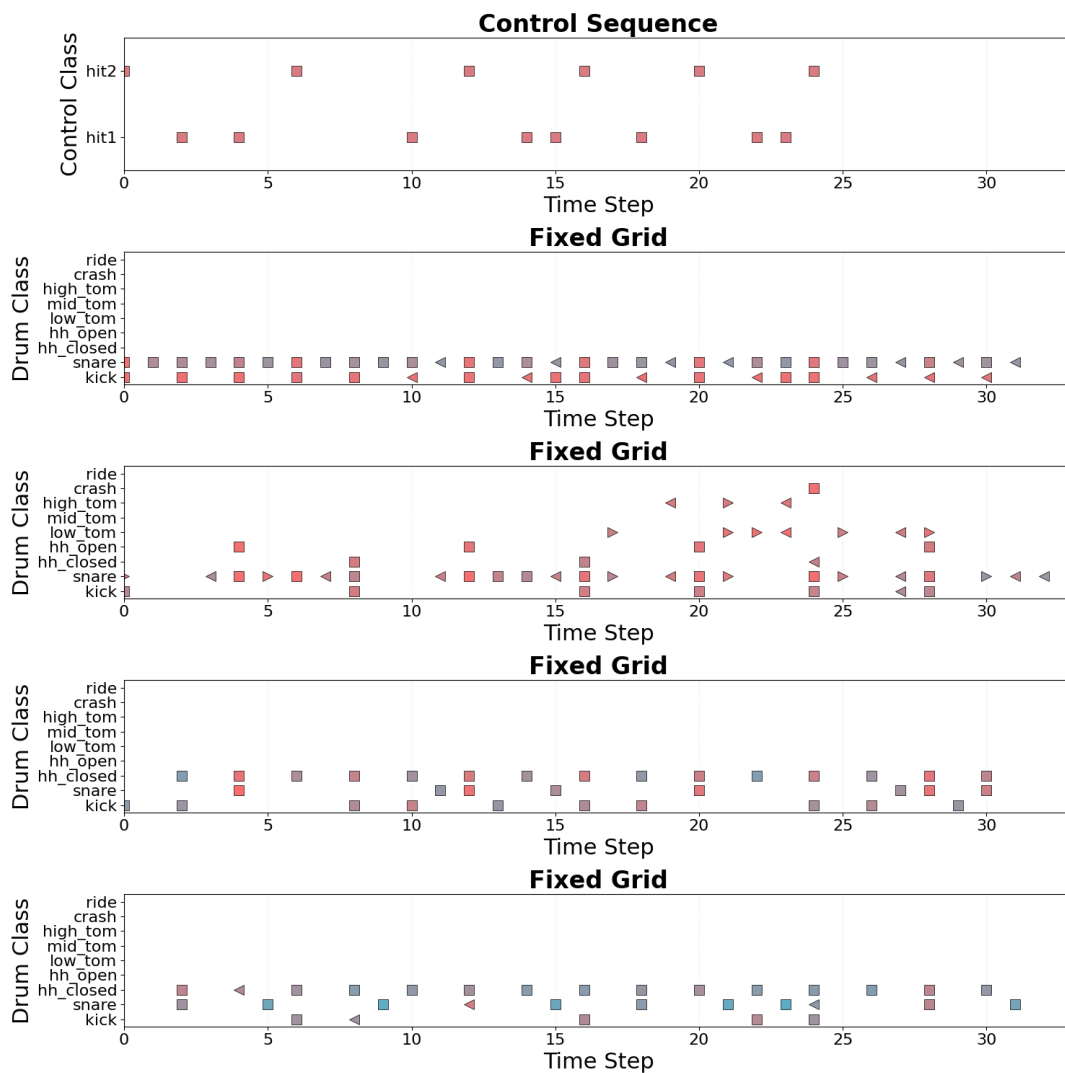 Control Sequence
Control Class
hit2
hit1
0 5 10 15 20 25 30
Time Step
Fixed Grid
Drum Class
ride
crash
high_tom
mid_tom
low_tom
hh_open
hh_closed
snare
kick
0 5 10 15 20 25 30
Time Step
Fixed Grid
Drum Class
ride
crash
high_tom
mid_tom
low_tom
hh_open
hh_closed
snare
kick
0 5 10 15 20 25 30
Time Step
Fixed Grid
Drum Class
ride
crash
high_tom
mid_tom
low_tom
hh_open
hh_closed
snare
kick
0 5 10 15 20 25 30
Time Step
Fixed Grid
Drum Class
ride
crash
high_tom
mid_tom
low_tom
hh_open
hh_closed
snare
kick
0 5 10 15 20 25 30
Time Step